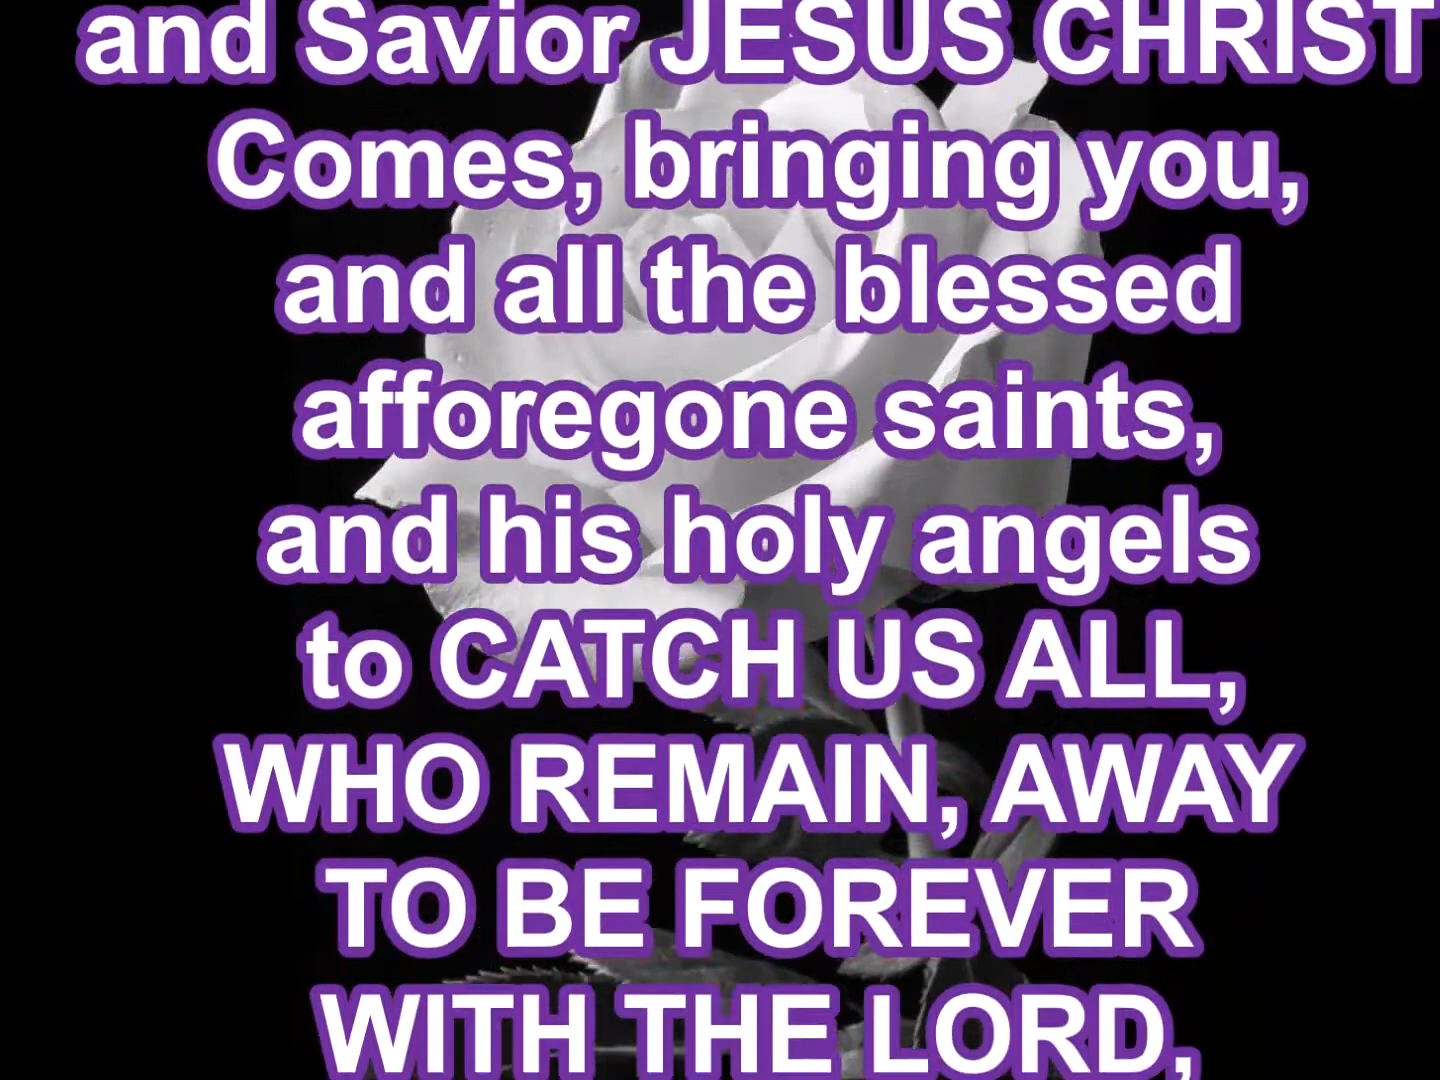 and Savior JESUS CHRIST
Comes, bringing you,
and all the blessed
afforegone saints,
and his holy angels
to CATCH US ALL,
WHO REMAIN, AWAY
TO BE FOREVER
WITH THE LORD,